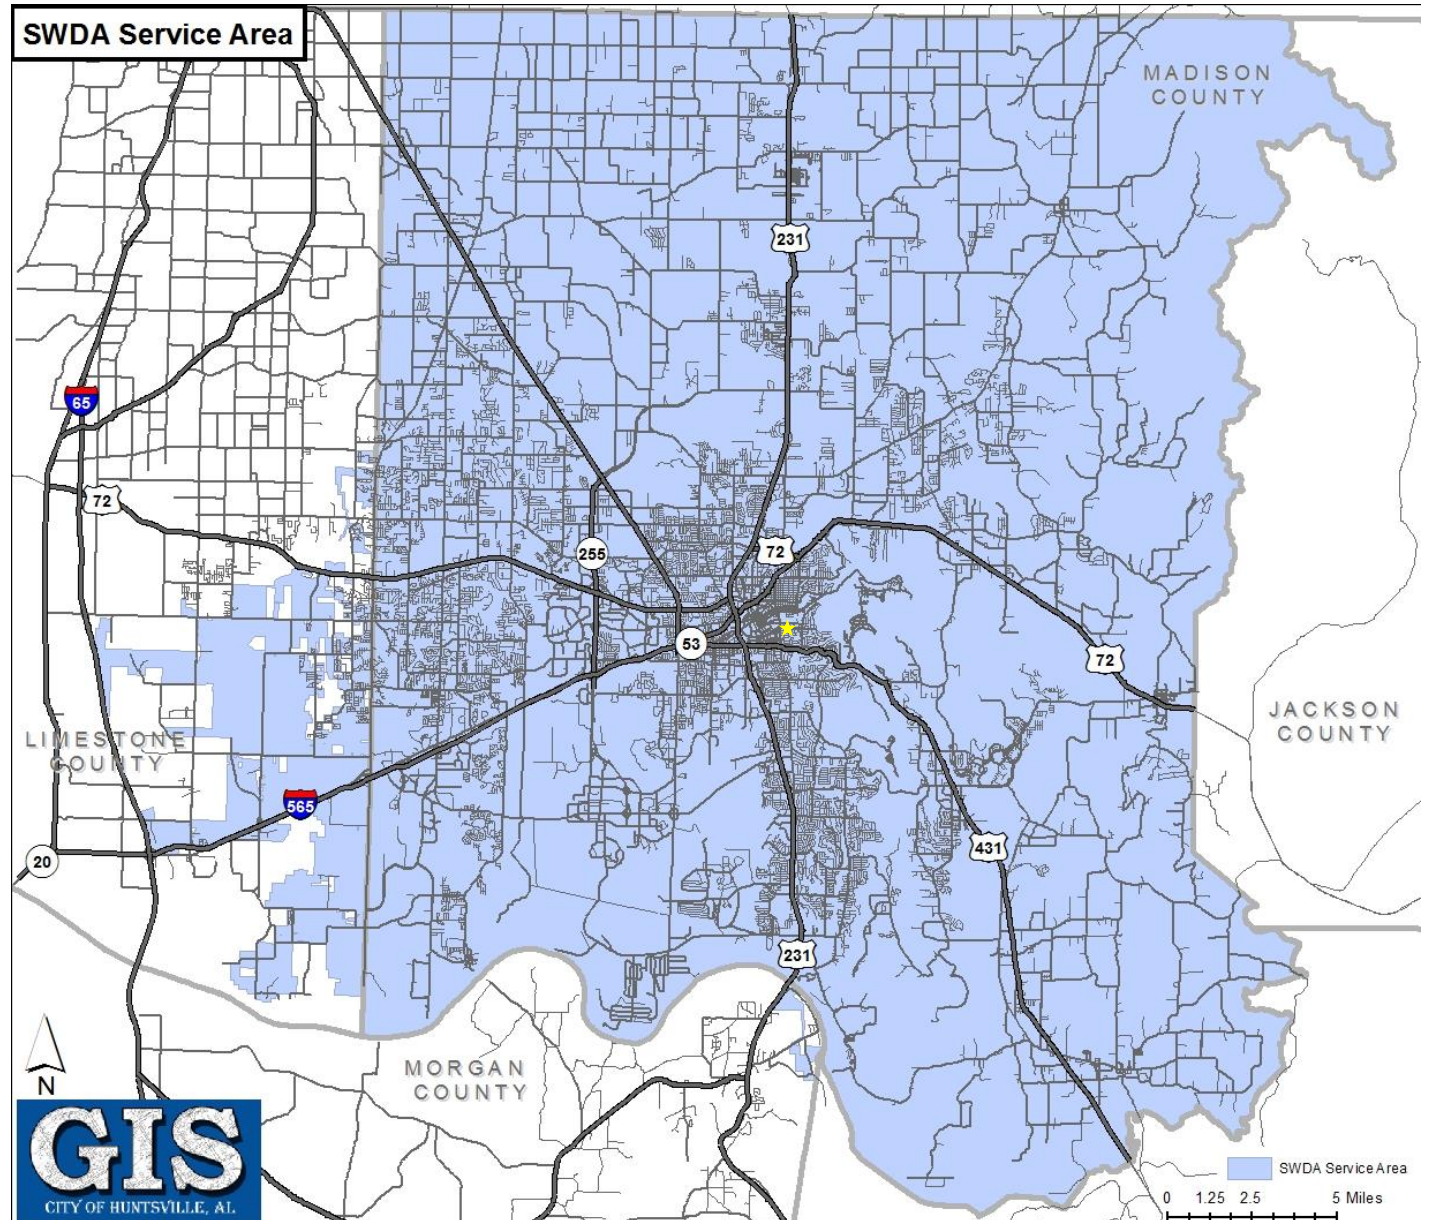 SWDA Service Area
MADISON
COUNTY
231
65
72
255
72
53
72
JACKSON
COUNTY
LIMESTONE
COUNTY
565
431
20
231
MORGAN
COUNTY
N
GIS
CITY OF HUNTSVILLE, AL
SWDA Service Area
0 1.25 2.5 5 Miles